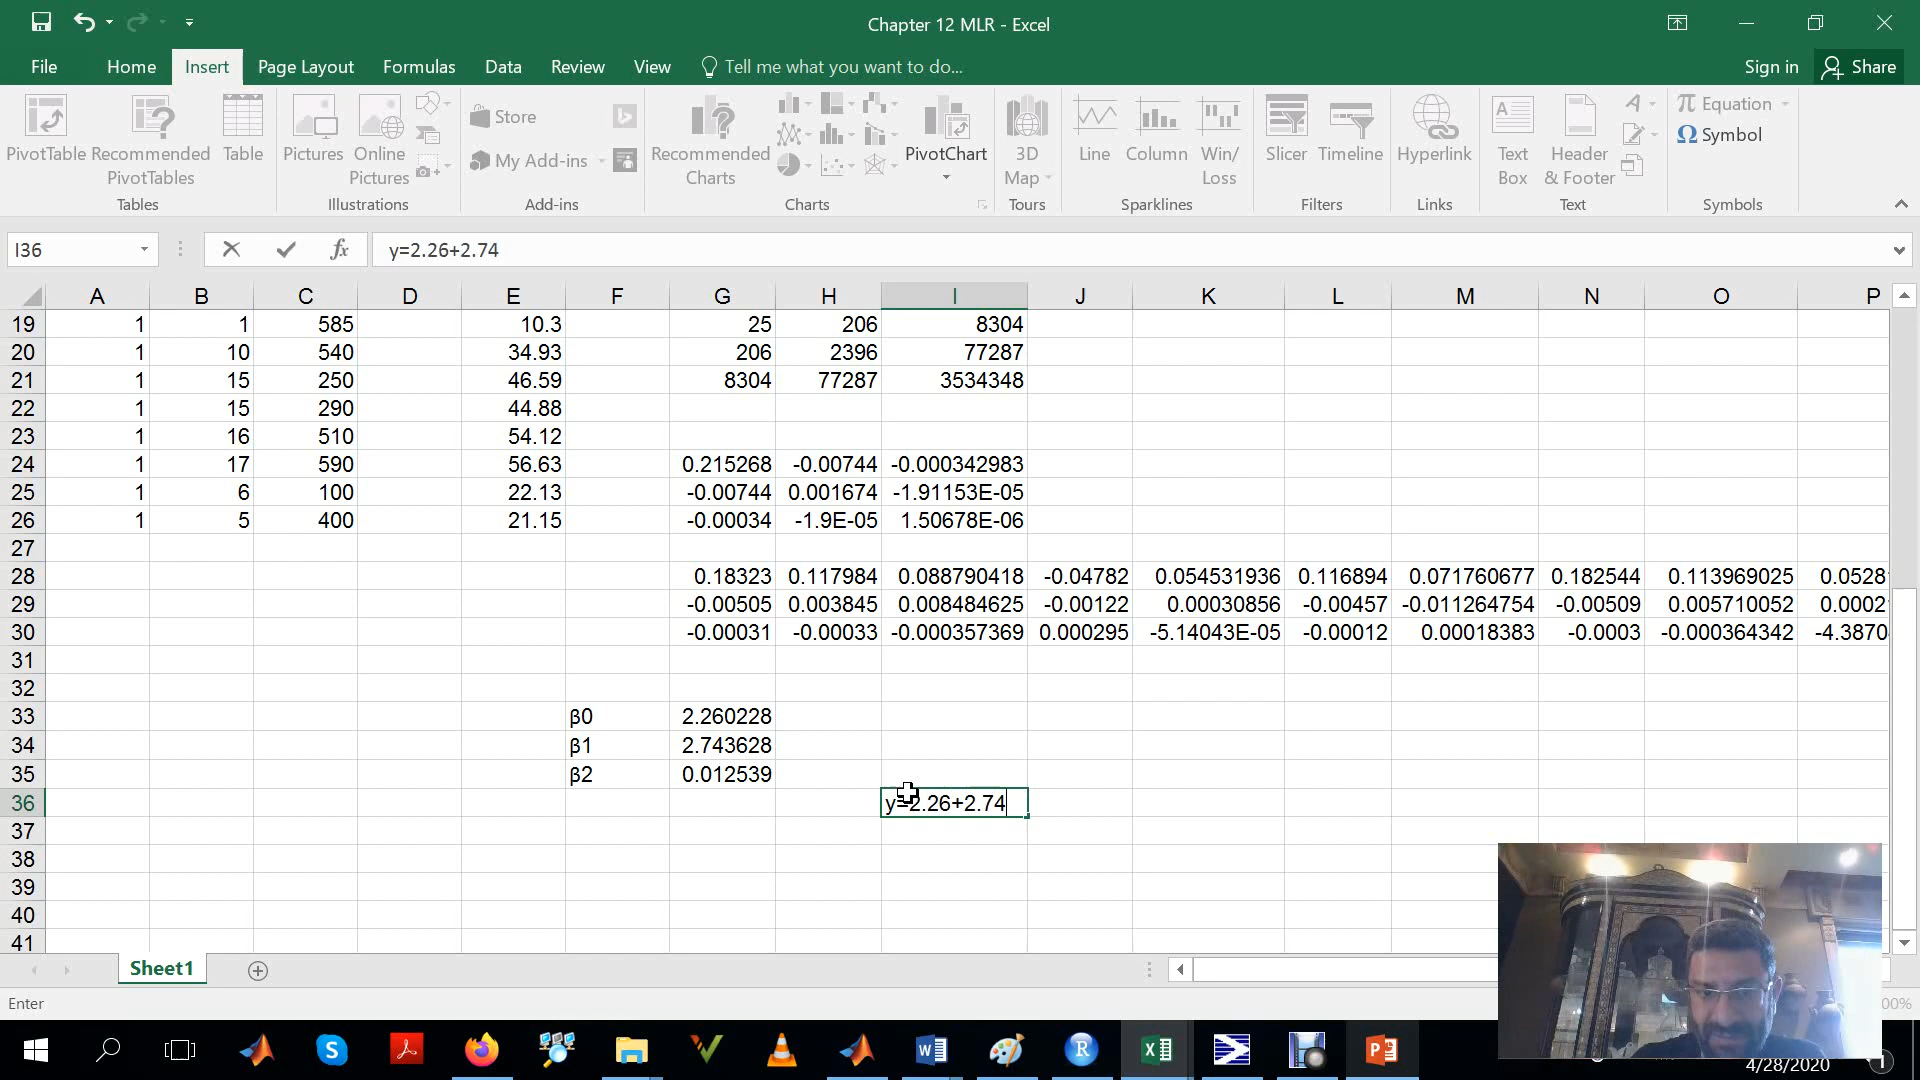 Chapter 12 MLR - Excel
File Home Insert Page Layout Formulas Data Review View Tell me what you want to do... Sign in Share
PivotTable Recommended PivotTables Table Pictures Online Pictures Store My Add-ins Recommended Charts PivotChart 3D Map Line Column Win/ Loss Slicer Timeline Hyperlink Text Box Header & Footer Equation Symbol
Tables Illustrations Add-ins Charts Tours Sparklines Filters Links Text Symbols
I36 fx y=2.26+2.74
A B C D E F G H I J K L M N O P
19 1 1 585 10.3 25 206 8304
20 1 10 540 34.93 206 2396 77287
21 1 15 250 46.59 8304 77287 3534348
22 1 15 290 44.88
23 1 16 510 54.12
24 1 17 590 56.63 0.215268 -0.00744 -0.000342983
25 1 6 100 22.13 -0.00744 0.001674 -1.91153E-05
26 1 5 400 21.15 -0.00034 -1.9E-05 1.50678E-06
27
28 0.18323 0.117984 0.088790418 -0.04782 0.054531936 0.116894 0.071760677 0.182544 0.113969025 0.0528
29 -0.00505 0.003845 0.008484625 -0.00122 0.00030856 -0.00457 -0.011264754 -0.00509 0.005710052 0.0002
30 -0.00031 -0.00033 -0.000357369 0.000295 -5.14043E-05 -0.00012 0.00018383 -0.0003 -0.000364342 -4.3870
31
32
33 β0 2.260228
34 β1 2.743628
35 β2 0.012539
36 y=2.26+2.74
37
38
39
40
41
Sheet1
Enter
4/28/2020